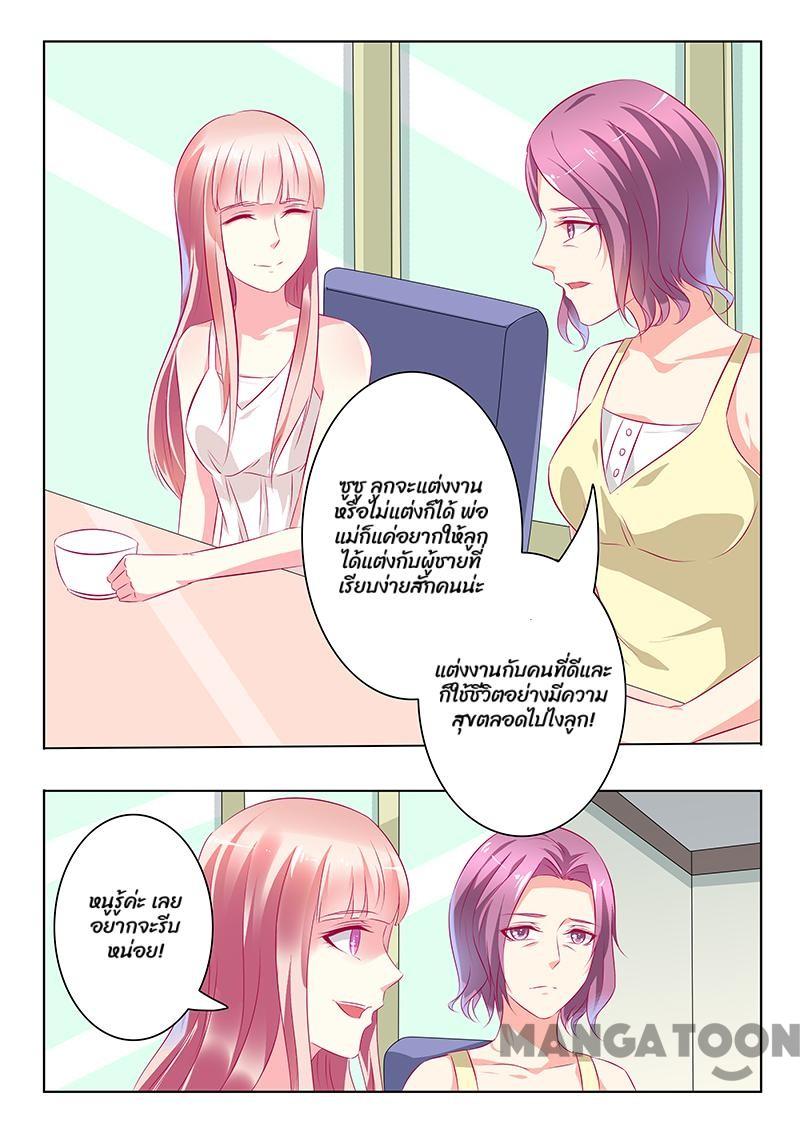 ซูซู ลูกจะแต่งงาน
หรือไม่แต่งก็ได้ พ่อ
แม่ก็แค่อยากให้ลูก
ได้แต่งกับผู้ชายที่
เรียบง่ายสักคนน่ะ
แต่งงานกับคนที่ดีและ
ก็ใช้ชีวิตอย่างมีความ
สุขตลอดไปไงลูก!
หนูรู้ค่ะ เลย
อยากจะรีบ
หน่อย!
MANGATOON